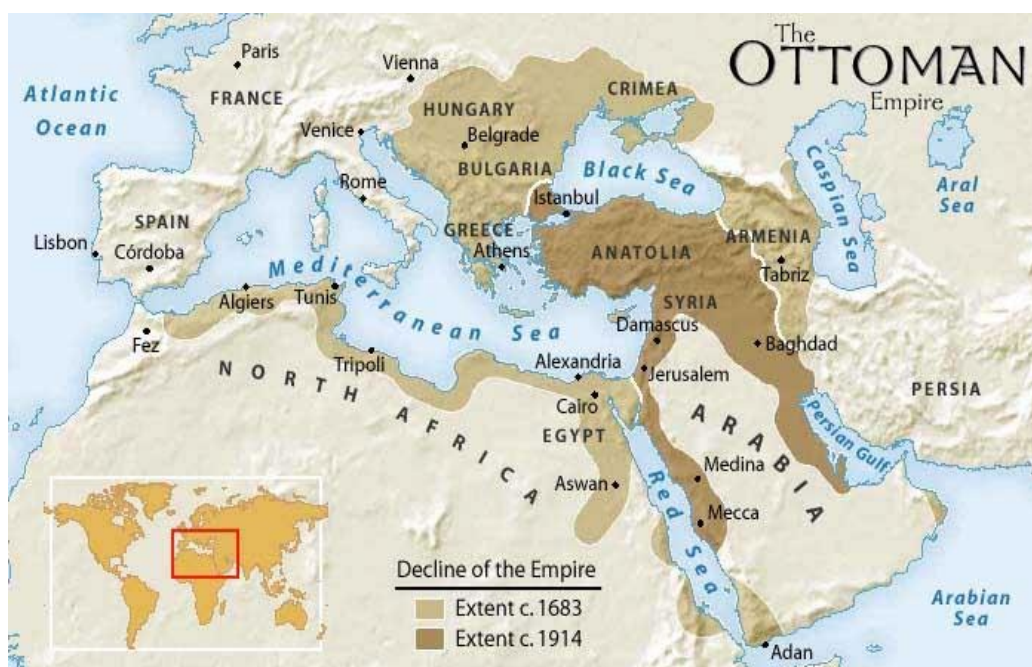 The
OTTOMAN
Empire
Paris
Vienna
FRANCE
Atlantic
Ocean
HUNGARY
CRIMEA
Venice
Belgrade
BULGARIA
Black Sea
Caspian Sea
Aral
Sea
Rome
Istanbul
SPAIN
GREECE
ARMENIA
Lisbon
Córdoba
Athens
ANATOLIA
Tabriz
Mediterranean Sea
Algiers
Tunis
SYRIA
Damascus
Fez
Tripoli
Alexandria
Baghdad
Jerusalem
NORTH AFRICA
Cairo
PERSIA
EGYPT
ARABIA
Persian Gulf
Aswan
Red Sea
Medina
Mecca
Decline of the Empire
Extent c. 1683
Extent c. 1914
Arabian
Sea
Adan